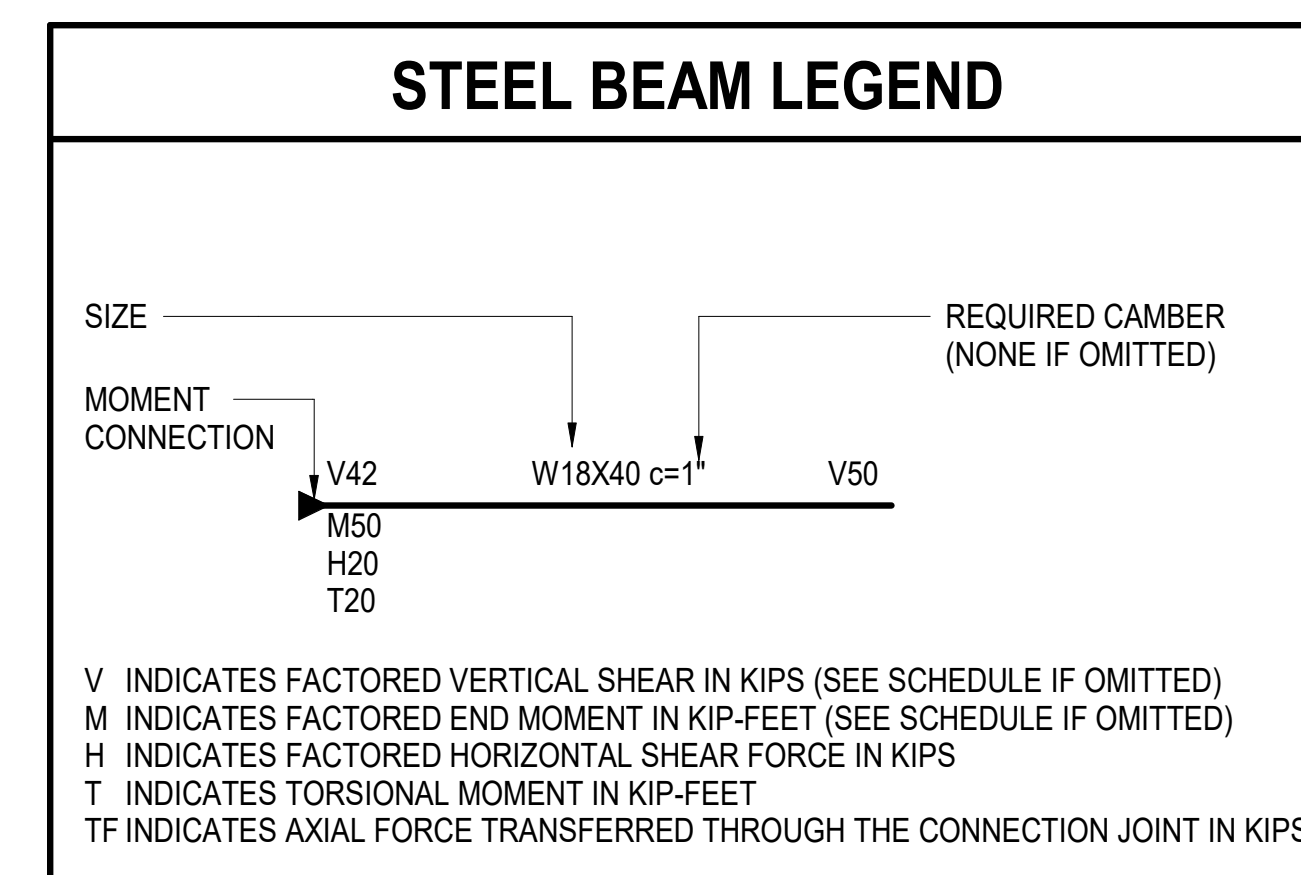 STEEL BEAM LEGEND
SIZE
REQUIRED CAMBER
(NONE IF OMITTED)
MOMENT
CONNECTION
V42 W18X40 c=1" V50
M50
H20
T20
V INDICATES FACTORED VERTICAL SHEAR IN KIPS (SEE SCHEDULE IF OMITTED)
M INDICATES FACTORED END MOMENT IN KIP-FEET (SEE SCHEDULE IF OMITTED)
H INDICATES FACTORED HORIZONTAL SHEAR FORCE IN KIPS
T INDICATES TORSIONAL MOMENT IN KIP-FEET
TF INDICATES AXIAL FORCE TRANSFERRED THROUGH THE CONNECTION JOINT IN KIPS